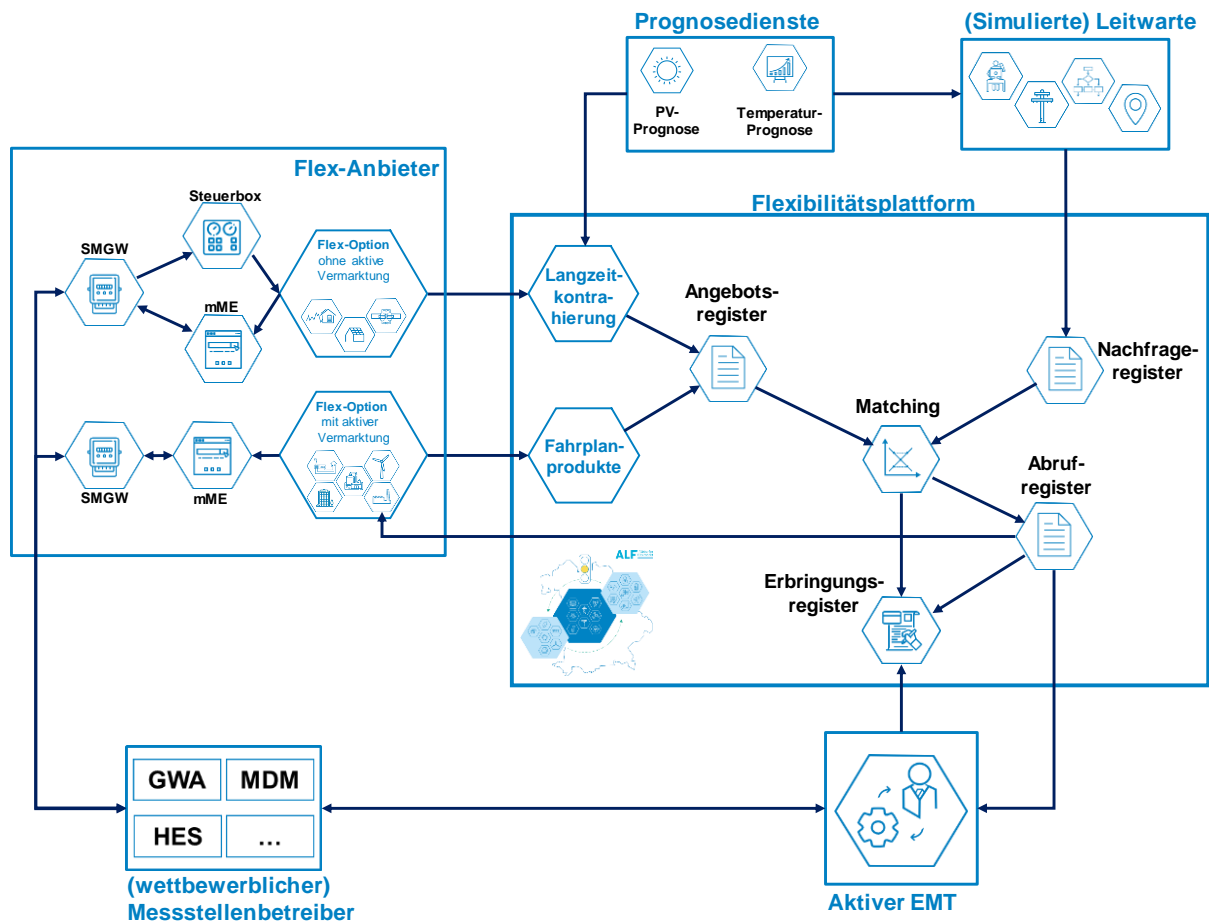 Prognosedienste
(Simulierte) Leitwarte
PV-
Prognose
Temperatur-
Prognose
Flex-Anbieter
Steuerbox
SMGW
mME
Flex-Option
ohne aktive
Vermarktung
Flex-Option
mit aktiver
Vermarktung
SMGW
mME
Flexibilitätsplattform
Langzeit-
kontra-
hierung
Angebots-
register
Nachfrage-
register
Matching
Fahrplan-
produkte
Abruf-
register
Erbringungs-
register
ALF
GWA
MDM
HES
...
(wettbewerblicher)
Messstellenbetreiber
Aktiver EMT